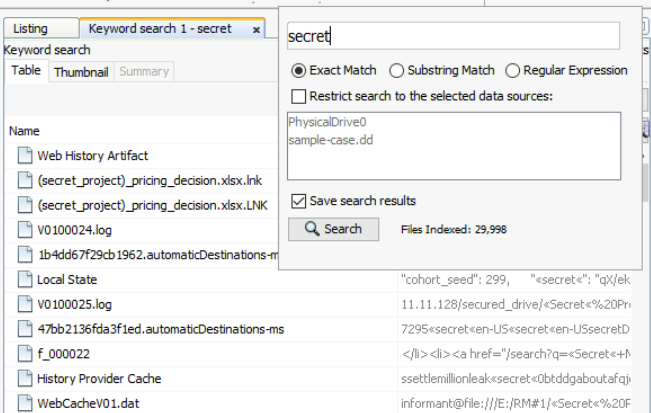 Listing
Keyword search 1 - secret x
Keyword search
Table Thumbnail Summary
secret
Exact Match Substring Match Regular Expression
Restrict search to the selected data sources:
PhysicalDrive0
sample-case.dd
Save search results
Search Files Indexed: 29,998
Name
Web History Artifact
(secret_project)_pricing_decision.xlsx.lnk
(secret_project)_pricing_decision.xlsx.LNK
V0100024.log
1b4dd67f29cb1962.automaticDestinations-m
Local State "cohort_seed": 299, "«secret«": "qX/ek
V0100025.log 11.11.128/secured_drive/«Secret«%20Pr
47bb2136fda3f1ed.automaticDestinations-ms 7295«secret«en-US«secret«en-USsecretD
f_000022 </li><li><a href="/search?q=«Secret«+M
History Provider Cache ssettlemillionleak«secret«0btddgaboutafqj
WebCacheV01.dat informant@file:///E:/RM#1/«Secret«%20F